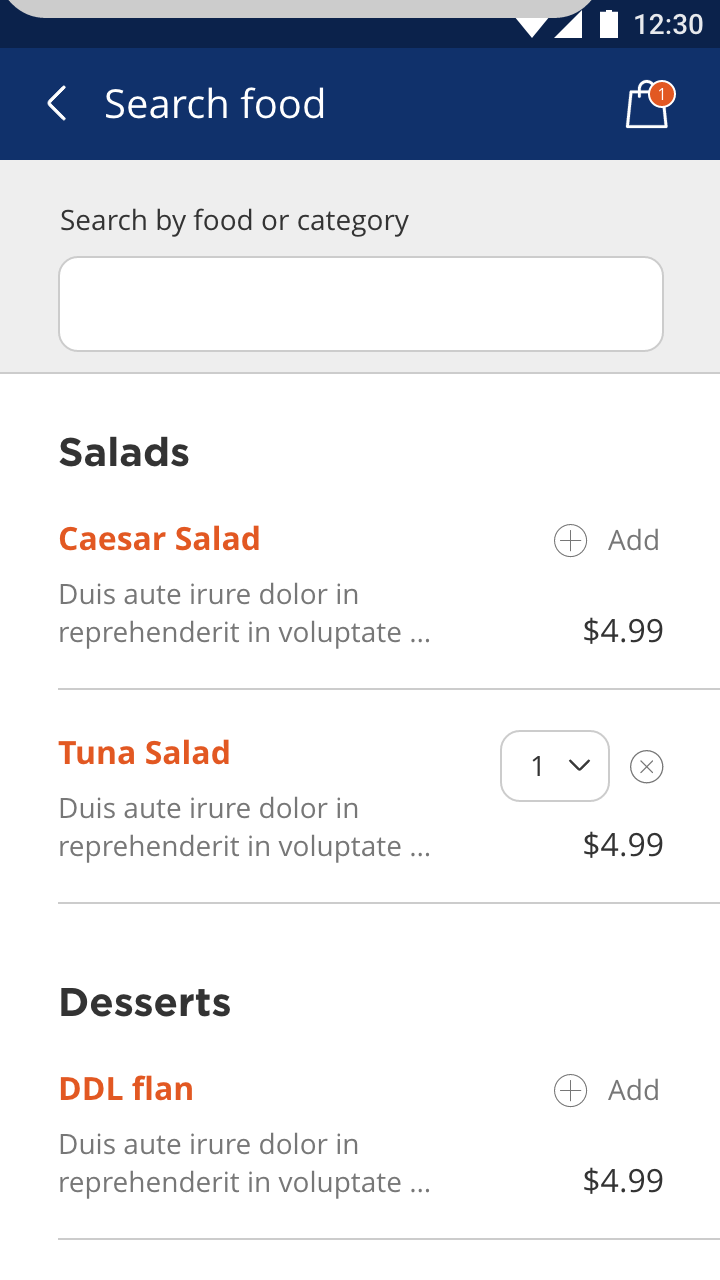 12:30
Search food
1
Search by food or category
Salads
Caesar Salad
Add
Duis aute irure dolor in
reprehenderit in voluptate ...
$4.99
Tuna Salad
1
Duis aute irure dolor in
reprehenderit in voluptate ...
$4.99
Desserts
DDL flan
Add
Duis aute irure dolor in
reprehenderit in voluptate ...
$4.99